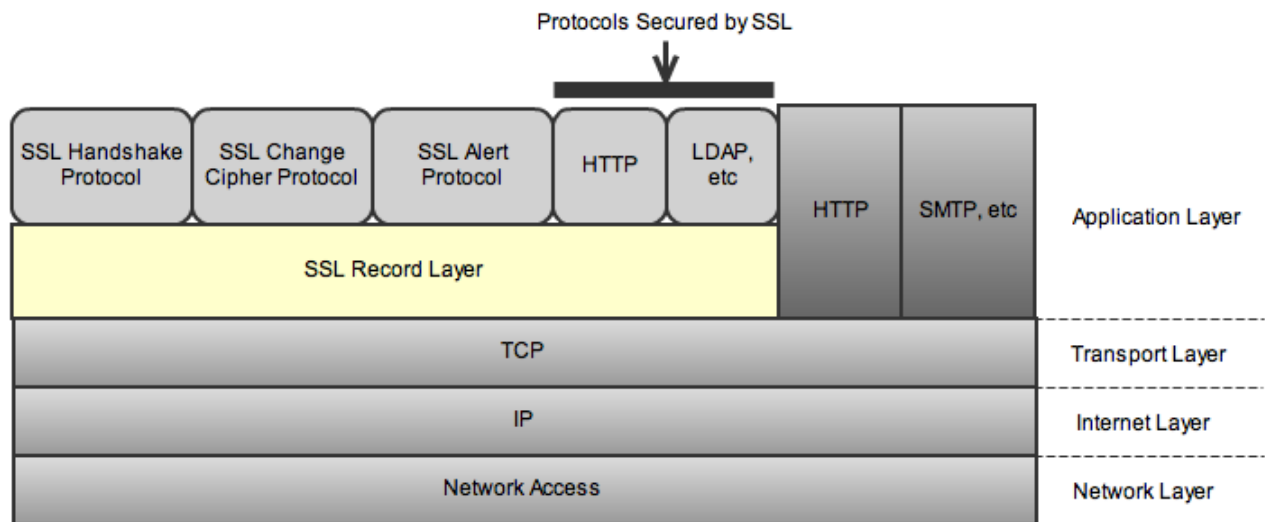 Protocols Secured by SSL
SSL Handshake
Protocol
SSL Change
Cipher Protocol
SSL Alert
Protocol
HTTP
LDAP,
etc
HTTP
SMTP, etc
Application Layer
SSL Record Layer
TCP
Transport Layer
IP
Internet Layer
Network Access
Network Layer